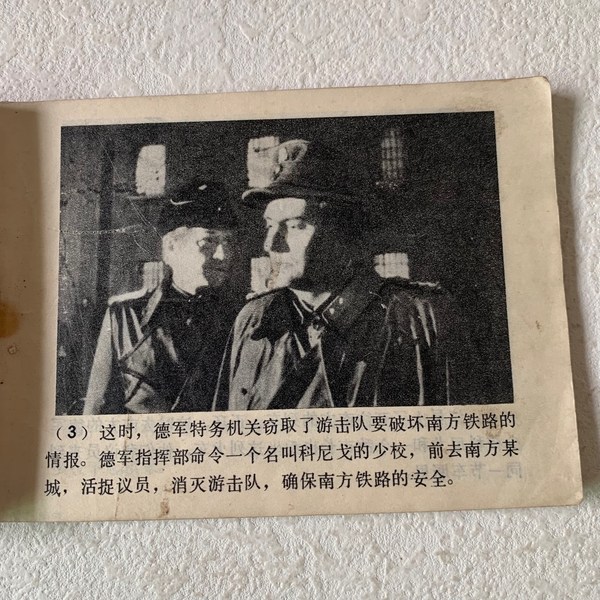 （3）这时，德军特务机关窃取了游击队要破坏南方铁路的
情报。德军指挥部命令一个名叫科尼戈的少校，前去南方某
城，活捉议员，消灭游击队，确保南方铁路的安全。